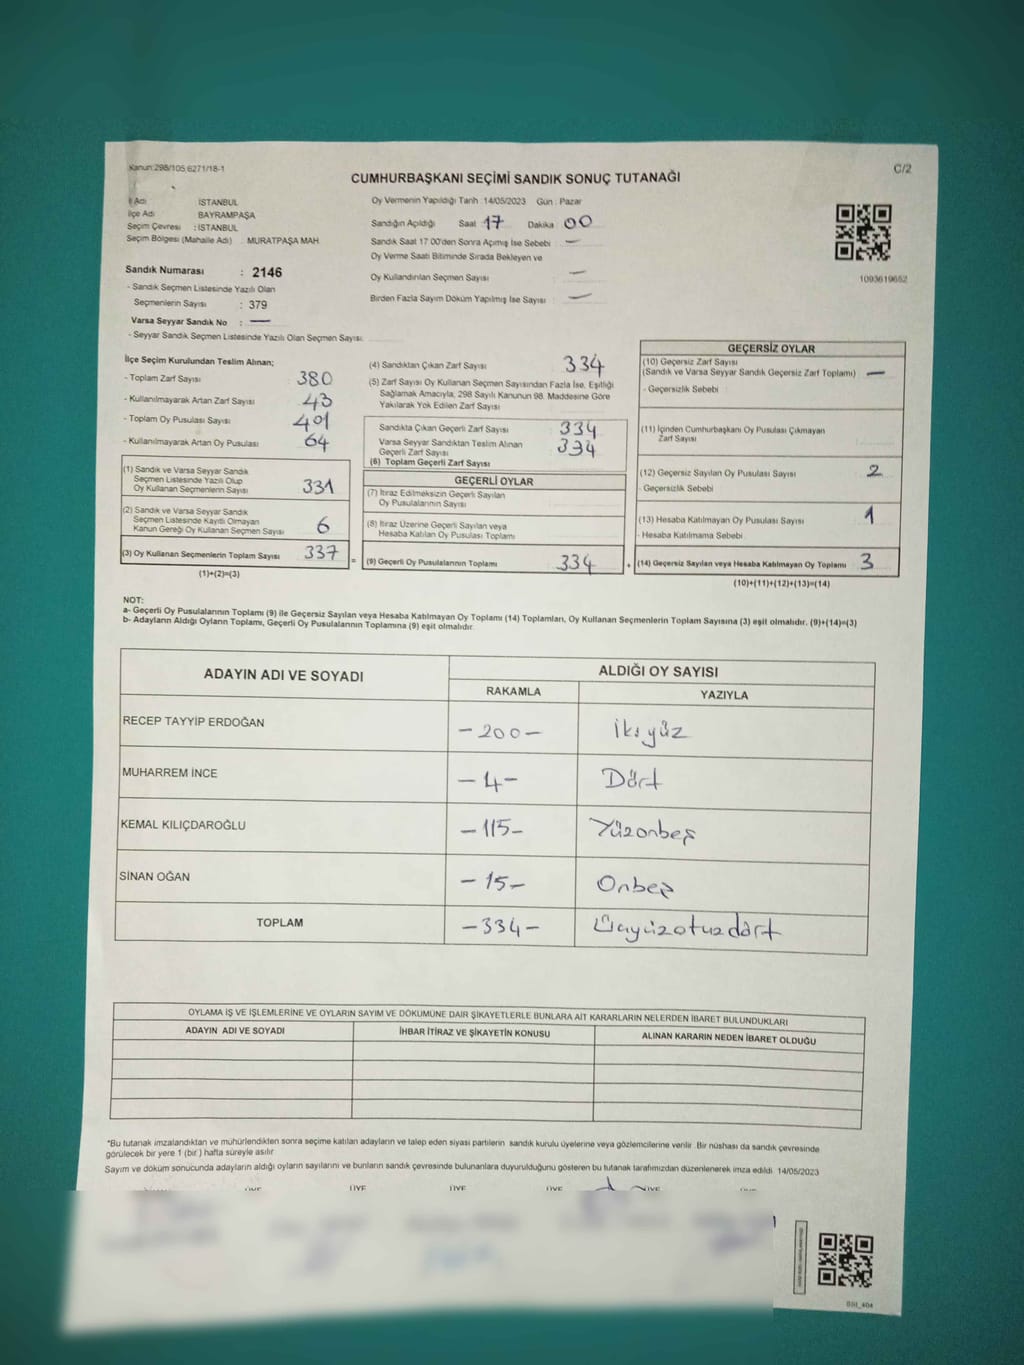 Kanun:298/105,6271/18-1
C/2
CUMHURBAŞKANI SEÇİMİ SANDIK SONUÇ TUTANAĞI
İl Adı : İSTANBUL
İlçe Adı : BAYRAMPAŞA
Seçim Çevresi : İSTANBUL
Seçim Bölgesi (Mahalle Adı) : MURATPAŞA MAH.
Sandık Numarası : 2146
- Sandık Seçmen Listesinde Yazılı Olan
Seçmenlerin Sayısı : 379
Varsa Seyyar Sandık No : —
- Seyyar Sandık Seçmen Listesinde Yazılı Olan Seçmen Sayısı:
Oy Vermenin Yapıldığı Tarih :14/05/2023 Gün : Pazar
Sandığın Açıldığı Saat 17 Dakika 00
Sandık Saat 17.00'den Sonra Açılmış İse Sebebi : —
Oy Verme Saati Bitiminde Sırada Bekleyen ve
Oy Kullandırılan Seçmen Sayısı —
Birden Fazla Sayım Döküm Yapılmış İse Sayısı : —
1093619652
İlçe Seçim Kurulundan Teslim Alınan;
- Toplam Zarf Sayısı 380
- Kullanılmayarak Artan Zarf Sayısı 43
- Toplam Oy Pusulası Sayısı 401
- Kullanılmayarak Artan Oy Pusulası 64
(1) Sandık ve Varsa Seyyar Sandık
Seçmen Listesinde Yazılı Olup
Oy Kullanan Seçmenlerin Sayısı 331
(2) Sandık ve Varsa Seyyar Sandık
Seçmen Listesinde Kayıtlı Olmayan
Kanun Gereği Oy Kullanan Seçmen Sayısı 6
(3) Oy Kullanan Seçmenlerin Toplam Sayısı 337
(1)+(2)=(3)
=
(4) Sandıktan Çıkan Zarf Sayısı 334
(5) Zarf Sayısı Oy Kullanan Seçmen Sayısından Fazla İse, Eşitliği
Sağlamak Amacıyla, 298 Sayılı Kanunun 98. Maddesine Göre
Yakılarak Yok Edilen Zarf Sayısı
Sandıkta Çıkan Geçerli Zarf Sayısı 334
Varsa Seyyar Sandıktan Teslim Alınan 334
Geçerli Zarf Sayısı
(6) Toplam Geçerli Zarf Sayısı
GEÇERLİ OYLAR
(7) İtiraz Edilmeksizin Geçerli Sayılan
Oy Pusulalarının Sayısı
(8) İtiraz Üzerine Geçerli Sayılan veya
Hesaba Katılan Oy Pusulası Toplamı
(9) Geçerli Oy Pusulalarının Toplamı 334
+
GEÇERSİZ OYLAR
(10) Geçersiz Zarf Sayısı
(Sandık ve Varsa Seyyar Sandık Geçersiz Zarf Toplamı) —
- Geçersizlik Sebebi :
(11) İçinden Cumhurbaşkanı Oy Pusulası Çıkmayan
Zarf Sayısı
(12) Geçersiz Sayılan Oy Pusulası Sayısı 2
- Geçersizlik Sebebi
(13) Hesaba Katılmayan Oy Pusulası Sayısı 1
- Hesaba Katılmama Sebebi
(14) Geçersiz Sayılan veya Hesaba Katılmayan Oy Toplamı 3
(10)+(11)+(12)+(13)=(14)
NOT:
a- Geçerli Oy Pusulalarının Toplamı (9) ile Geçersiz Sayılan veya Hesaba Katılmayan Oy Toplamı (14) Toplamları, Oy Kullanan Seçmenlerin Toplam Sayısına (3) eşit olmalıdır. (9)+(14)=(3)
b- Adayların Aldığı Oyların Toplamı, Geçerli Oy Pusulalarının Toplamına (9) eşit olmalıdır.
ADAYIN ADI VE SOYADI ALDIĞI OY SAYISI
RAKAMLA YAZIYLA
RECEP TAYYİP ERDOĞAN -200- İkiyüz
MUHARREM İNCE -4- Dört
KEMAL KILIÇDAROĞLU -115- Yüzonbeş
SİNAN OĞAN -15- Onbeş
TOPLAM -334- Üçyüzotuzdört
OYLAMA İŞ VE İŞLEMLERİNE VE OYLARIN SAYIM VE DÖKÜMÜNE DAİR ŞİKAYETLERLE BUNLARA AİT KARARLARIN NELERDEN İBARET BULUNDUKLARI
ADAYIN ADI VE SOYADI İHBAR İTİRAZ VE ŞİKAYETİN KONUSU ALINAN KARARIN NEDEN İBARET OLDUĞU
*Bu tutanak imzalandıktan ve mühürlendikten sonra seçime katılan adayların ve talep eden siyasi partilerin sandık kurulu üyelerine veya gözlemcilerine verilir. Bir nüshası da sandık çevresinde
görülecek bir yere 1 (bir) hafta süreyle asılır.
Sayım ve döküm sonucunda adayların aldığı oyların sayılarını ve bunların sandık çevresinde bulunanlara duyurulduğunu gösteren bu tutanak tarafımızdan düzenlenerek imza edildi. 14/05/2023
ÜYE ÜYE ÜYE ÜYE ÜYE